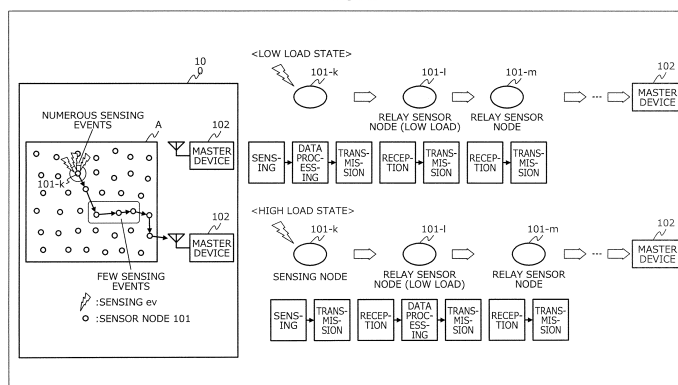 10
0
NUMEROUS SENSING
EVENTS
A
102
MASTER
DEVICE
101-k
102
MASTER
DEVICE
FEW SENSING
EVENTS
:SENSING ev
:SENSOR NODE 101
<LOW LOAD STATE>
101-k
101-l
101-m
102
MASTER
DEVICE
RELAY SENSOR
NODE (LOW LOAD)
RELAY SENSOR
NODE
SENS-
ING
DATA
PROC-
ESS-
ING
TRANS-
MIS-
SION
RECEP-
TION
TRANS-
MIS-
SION
RECEP-
TION
TRANS-
MIS-
SION
<HIGH LOAD STATE>
101-k
101-l
101-m
102
MASTER
DEVICE
SENSING NODE
RELAY SENSOR
NODE (LOW LOAD)
RELAY SENSOR
NODE
SENS-
ING
TRANS-
MIS-
SION
RECEP-
TION
DATA
PROC-
ESS-
ING
TRANS-
MIS-
SION
RECEP-
TION
TRANS-
MIS-
SION